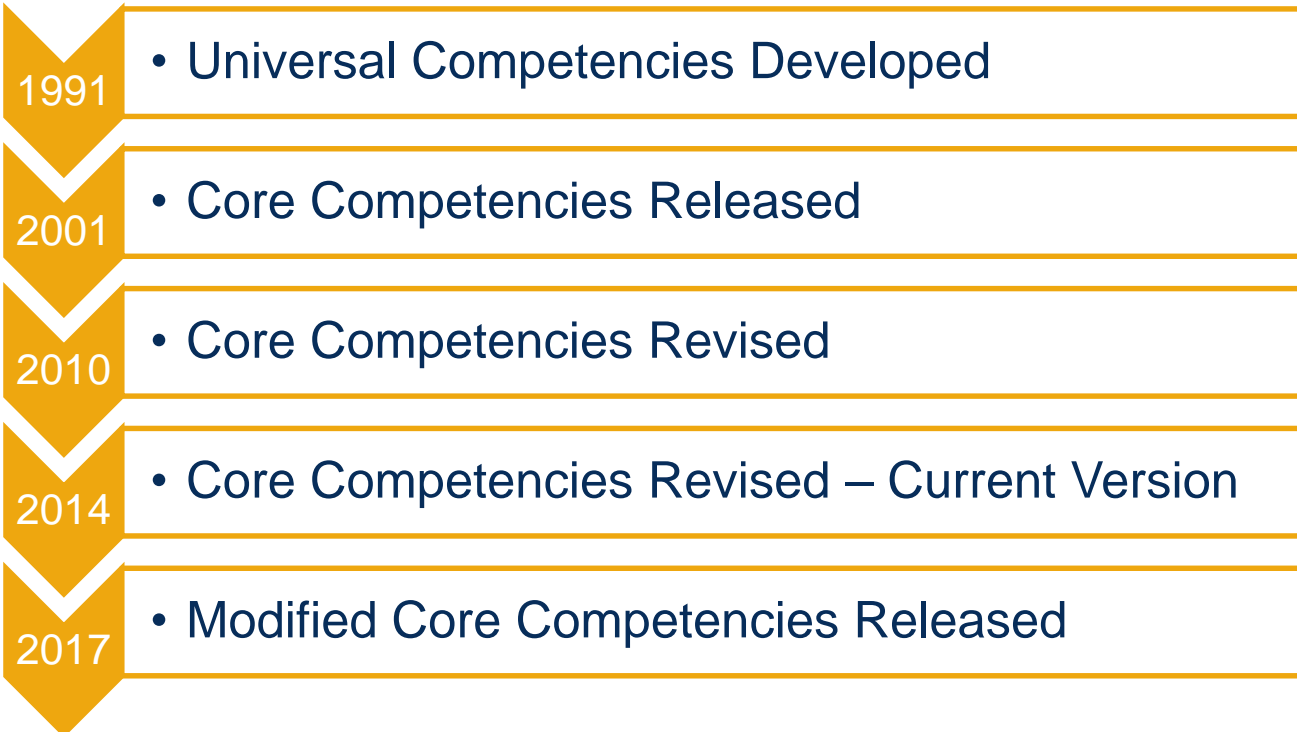 1991
• Universal Competencies Developed
2001
• Core Competencies Released
2010
• Core Competencies Revised
2014
• Core Competencies Revised – Current Version
2017
• Modified Core Competencies Released